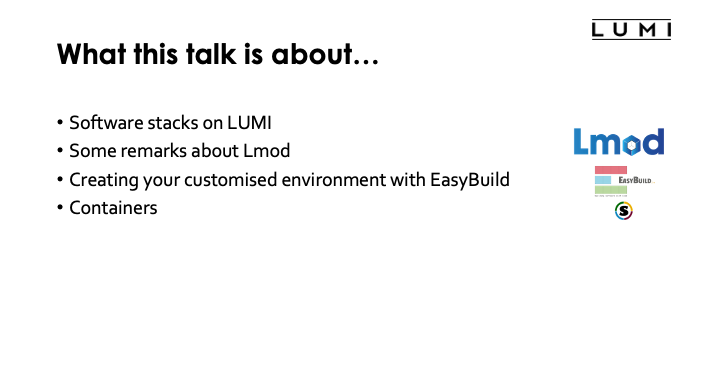 LUMI
What this talk is about…
• Software stacks on LUMI
• Some remarks about Lmod
• Creating your customised environment with EasyBuild
• Containers
Lmod
EASYBUILD
S